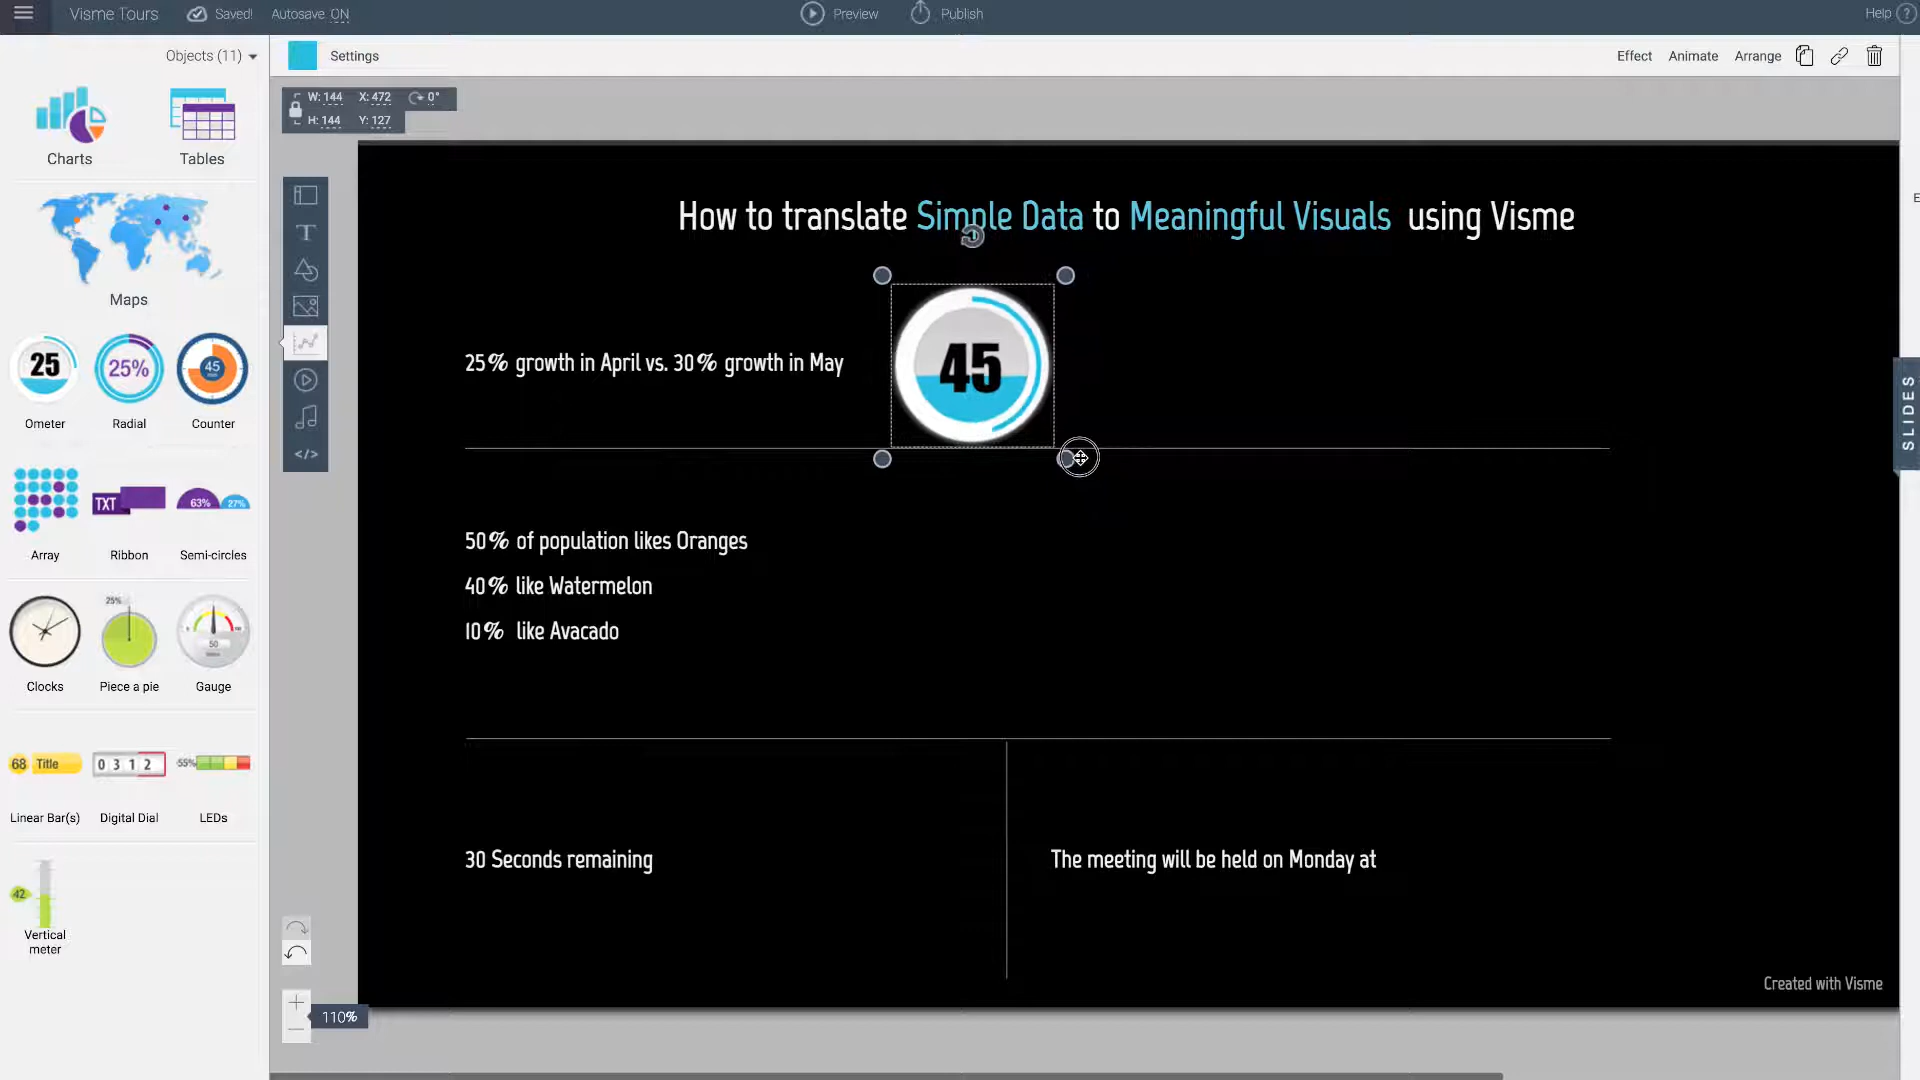 Visme Tours
Saved!
Autosave ON
Preview
Publish
Help ?
Objects (11)
Settings
Effect
Animate
Arrange
W: 144 X: 472 0°
H: 144 Y: 127
Charts
Tables
Maps
25
25%
45
Ometer
Radial
Counter
TXT
63%
27%
Array
Ribbon
Semi-circles
25%
50
Clocks
Piece a pie
Gauge
68 Title
0 3 1 2
55%
Linear Bar(s)
Digital Dial
LEDs
42
Vertical
meter
T
</>
110%
How to translate Simple Data to Meaningful Visuals using Visme
25% growth in April vs. 30% growth in May
45
50% of population likes Oranges
40% like Watermelon
10% like Avacado
30 Seconds remaining
The meeting will be held on Monday at
Created with Visme
SLIDES